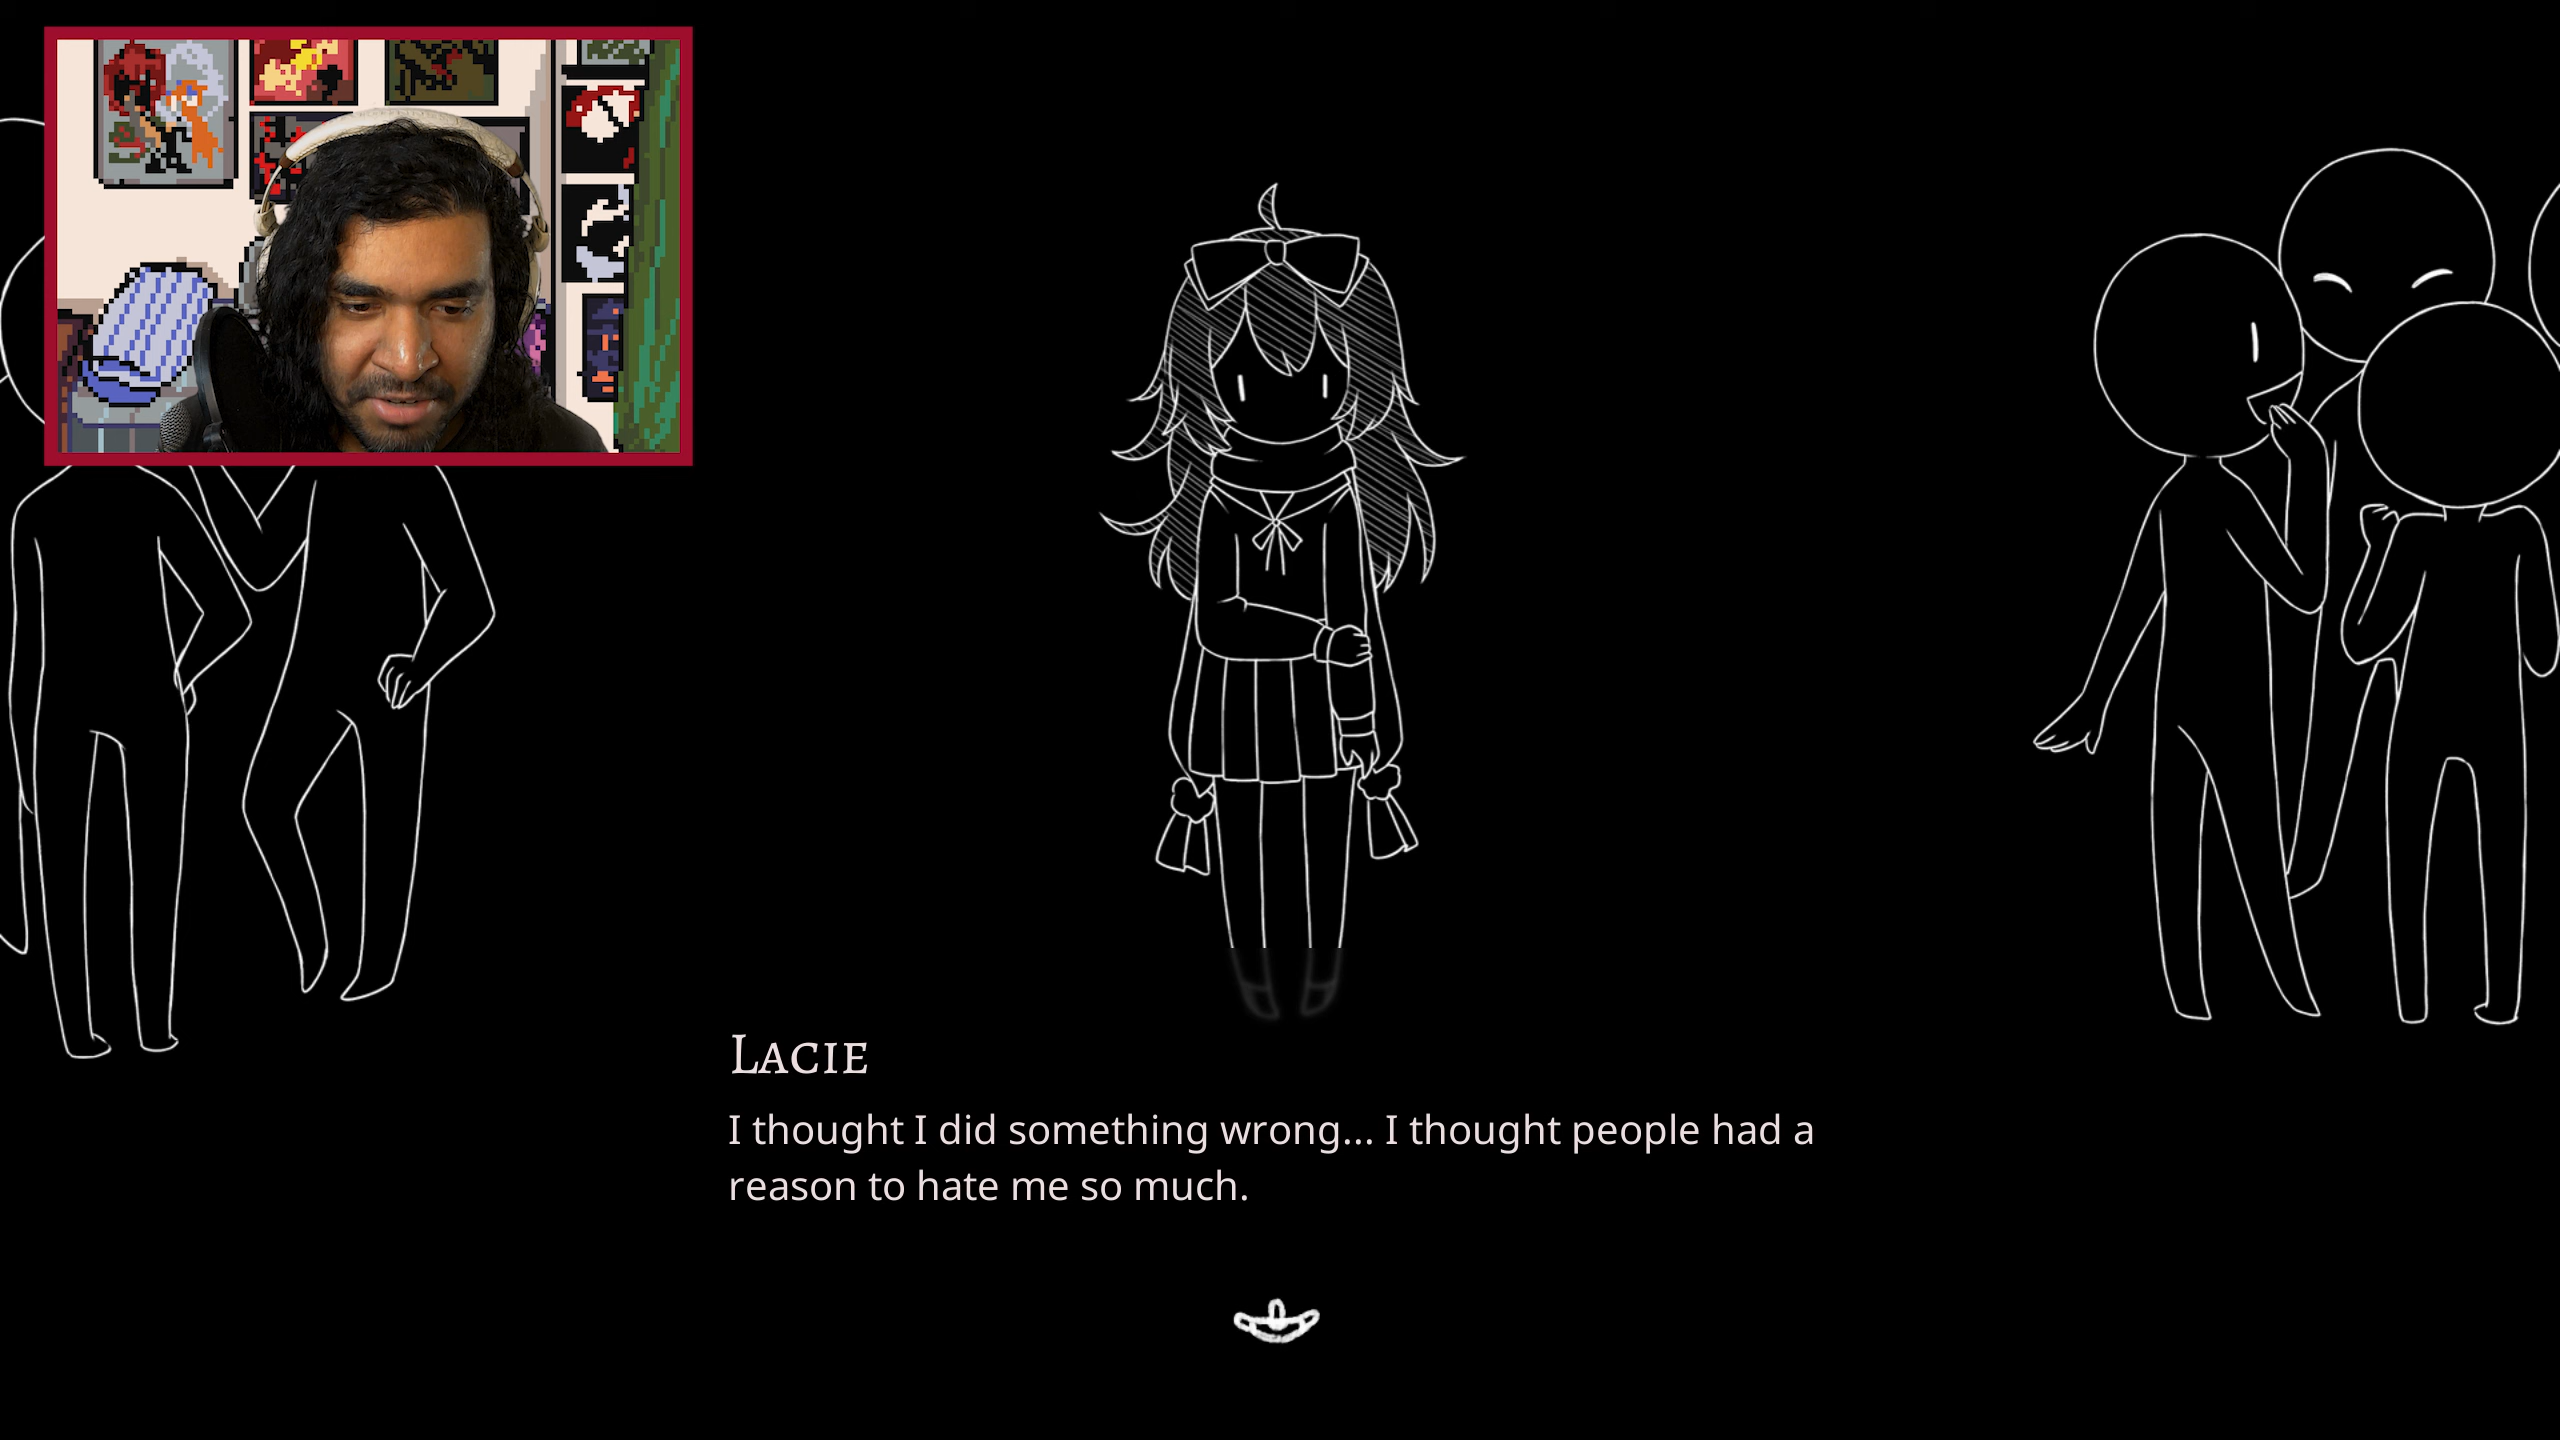 Lacie
I thought I did something wrong... I thought people had a
reason to hate me so much.